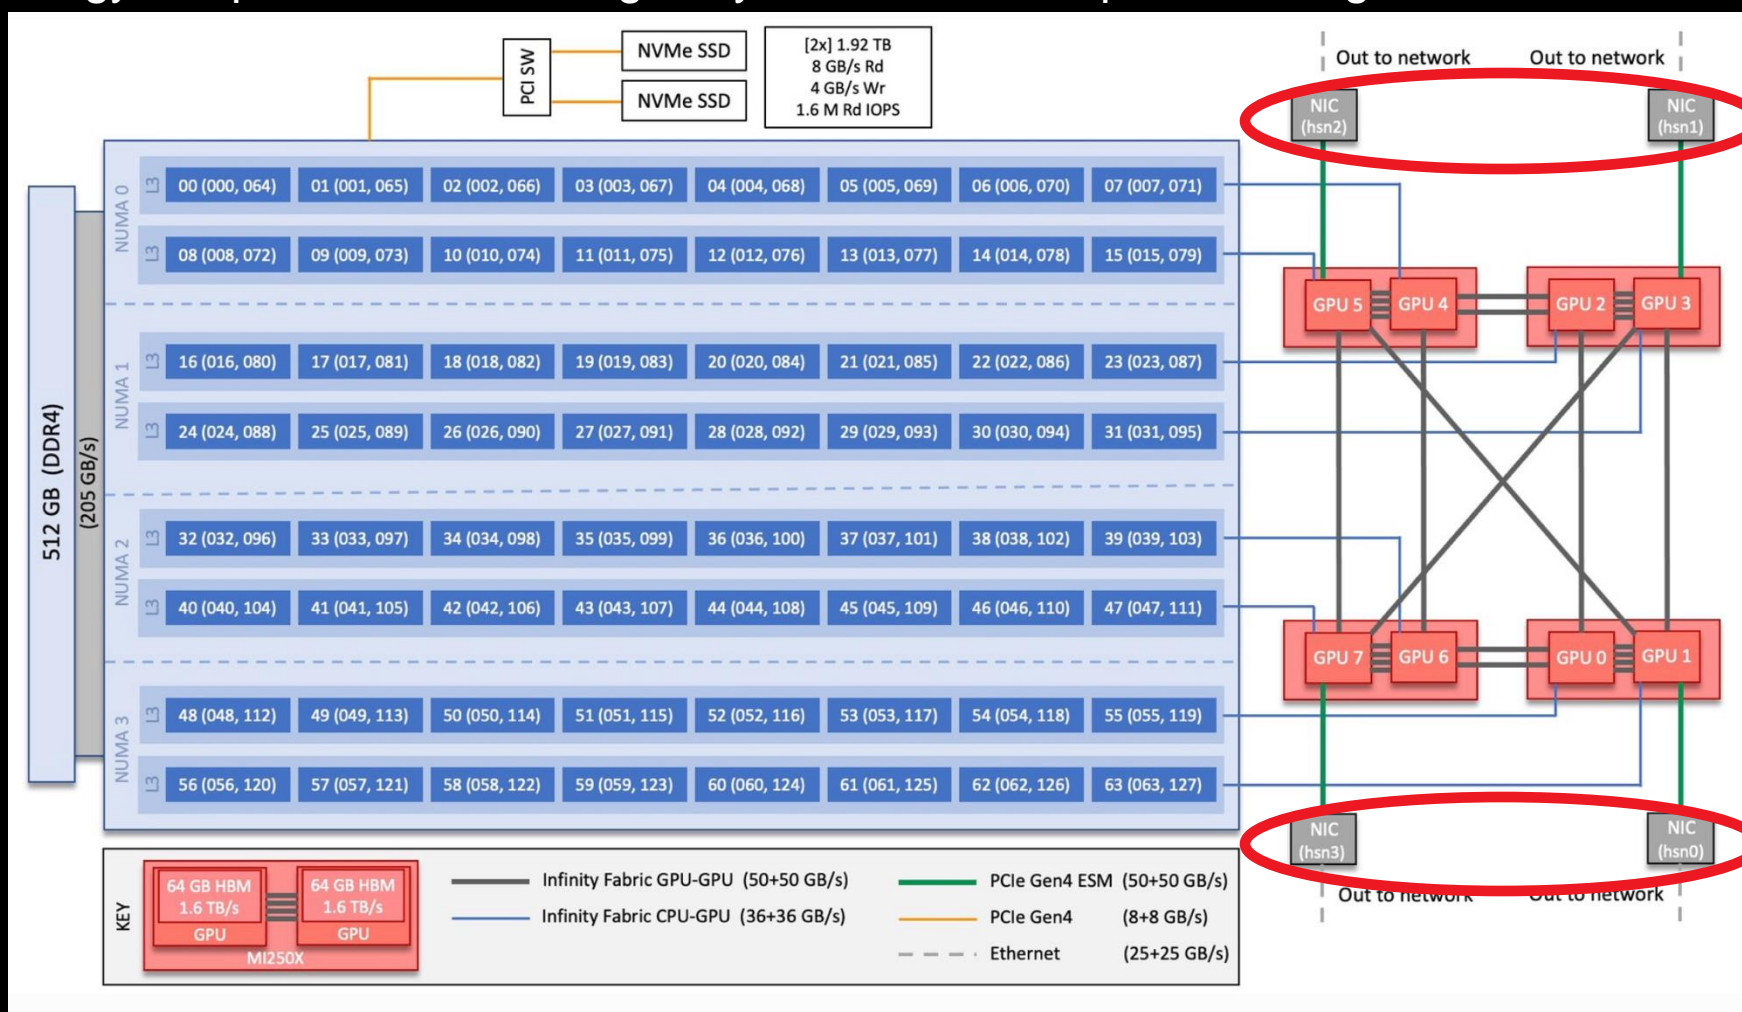 PCI SW
NVMe SSD
NVMe SSD
[2x] 1.92 TB
8 GB/s Rd
4 GB/s Wr
1.6 M Rd IOPS
Out to network
Out to network
NIC
(hsn2)
NIC
(hsn1)
512 GB (DDR4)
(205 GB/s)
NUMA 0
L3
00 (000, 064) 01 (001, 065) 02 (002, 066) 03 (003, 067) 04 (004, 068) 05 (005, 069) 06 (006, 070) 07 (007, 071)
L3
08 (008, 072) 09 (009, 073) 10 (010, 074) 11 (011, 075) 12 (012, 076) 13 (013, 077) 14 (014, 078) 15 (015, 079)
NUMA 1
L3
16 (016, 080) 17 (017, 081) 18 (018, 082) 19 (019, 083) 20 (020, 084) 21 (021, 085) 22 (022, 086) 23 (023, 087)
L3
24 (024, 088) 25 (025, 089) 26 (026, 090) 27 (027, 091) 28 (028, 092) 29 (029, 093) 30 (030, 094) 31 (031, 095)
NUMA 2
L3
32 (032, 096) 33 (033, 097) 34 (034, 098) 35 (035, 099) 36 (036, 100) 37 (037, 101) 38 (038, 102) 39 (039, 103)
L3
40 (040, 104) 41 (041, 105) 42 (042, 106) 43 (043, 107) 44 (044, 108) 45 (045, 109) 46 (046, 110) 47 (047, 111)
NUMA 3
L3
48 (048, 112) 49 (049, 113) 50 (050, 114) 51 (051, 115) 52 (052, 116) 53 (053, 117) 54 (054, 118) 55 (055, 119)
L3
56 (056, 120) 57 (057, 121) 58 (058, 122) 59 (059, 123) 60 (060, 124) 61 (061, 125) 62 (062, 126) 63 (063, 127)
GPU 5 GPU 4 GPU 2 GPU 3
GPU 7 GPU 6 GPU 0 GPU 1
NIC
(hsn3)
NIC
(hsn0)
Out to network
Out to network
KEY
64 GB HBM
1.6 TB/s
GPU
64 GB HBM
1.6 TB/s
GPU
MI250X
Infinity Fabric GPU-GPU (50+50 GB/s)
Infinity Fabric CPU-GPU (36+36 GB/s)
PCIe Gen4 ESM (50+50 GB/s)
PCIe Gen4 (8+8 GB/s)
Ethernet (25+25 GB/s)